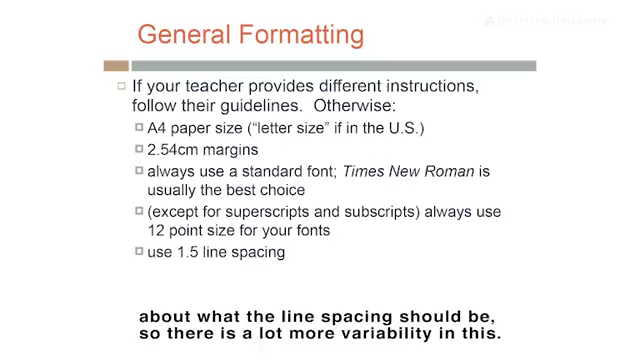 General Formatting
If your teacher provides different instructions,
follow their guidelines.  Otherwise:
A4 paper size ("letter size" if in the U.S.)
2.54cm margins
always use a standard font; Times New Roman is
usually the best choice
(except for superscripts and subscripts) always use
12 point size for your fonts
use 1.5 line spacing
about what the line spacing should be,
so there is a lot more variability in this.